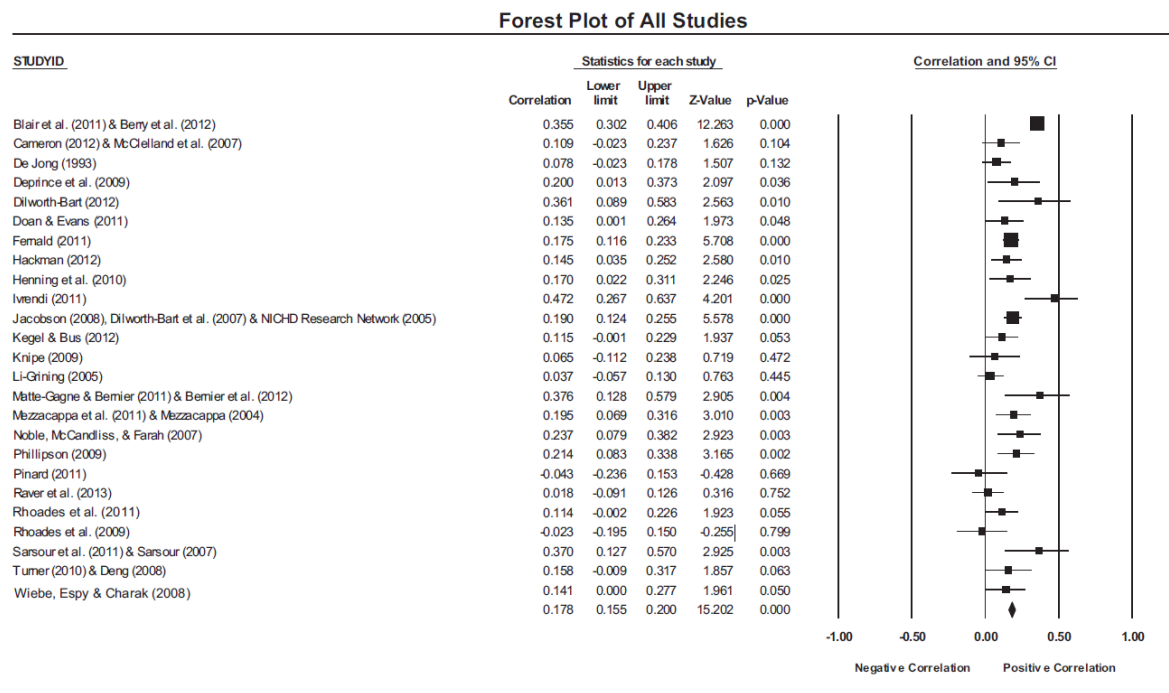 Forest Plot of All Studies
STUDYID Statistics for each study Correlation and 95% CI
Lower Upper
Correlation limit limit Z-Value p-Value
Blair et al. (2011) & Berry et al. (2012) 0.355 0.302 0.406 12.263 0.000
Cameron (2012) & McClelland et al. (2007) 0.109 -0.023 0.237 1.626 0.104
De Jong (1993) 0.078 -0.023 0.178 1.507 0.132
Deprince et al. (2009) 0.200 0.013 0.373 2.097 0.036
Dilworth-Bart (2012) 0.361 0.089 0.583 2.563 0.010
Doan & Evans (2011) 0.135 0.001 0.264 1.973 0.048
Fernald (2011) 0.175 0.116 0.233 5.708 0.000
Hackman (2012) 0.145 0.035 0.252 2.580 0.010
Henning et al. (2010) 0.170 0.022 0.311 2.246 0.025
Ivrendi (2011) 0.472 0.267 0.637 4.201 0.000
Jacobson (2008), Dilworth-Bart et al. (2007) & NICHD Research Network (2005) 0.190 0.124 0.255 5.578 0.000
Kegel & Bus (2012) 0.115 -0.001 0.229 1.937 0.053
Knipe (2009) 0.065 -0.112 0.238 0.719 0.472
Li-Grining (2005) 0.037 -0.057 0.130 0.763 0.445
Matte-Gagne & Bernier (2011) & Bernier et al. (2012) 0.376 0.128 0.579 2.905 0.004
Mezzacappa et al. (2011) & Mezzacappa (2004) 0.195 0.069 0.316 3.010 0.003
Noble, McCandliss, & Farah (2007) 0.237 0.079 0.382 2.923 0.003
Phillipson (2009) 0.214 0.083 0.338 3.165 0.002
Pinard (2011) -0.043 -0.236 0.153 -0.428 0.669
Raver et al. (2013) 0.018 -0.091 0.126 0.316 0.752
Rhoades et al. (2011) 0.114 -0.002 0.226 1.923 0.055
Rhoades et al. (2009) -0.023 -0.195 0.150 -0.255 0.799
Sarsour et al. (2011) & Sarsour (2007) 0.370 0.127 0.570 2.925 0.003
Turner (2010) & Deng (2008) 0.158 -0.009 0.317 1.857 0.063
Wiebe, Espy & Charak (2008) 0.141 0.000 0.277 1.961 0.050
0.178 0.155 0.200 15.202 0.000
-1.00 -0.50 0.00 0.50 1.00
Negative Correlation Positive Correlation